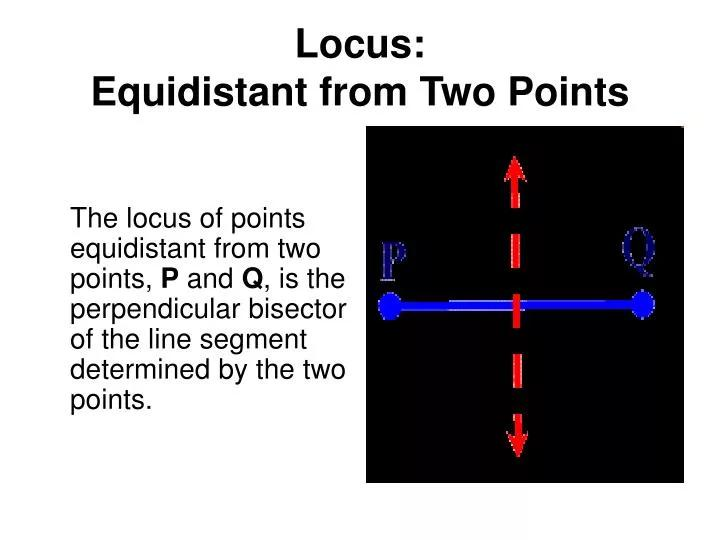 Locus:
Equidistant from Two Points
The locus of points
equidistant from two
points, P and Q, is the
perpendicular bisector
of the line segment
determined by the two
points.
P
Q